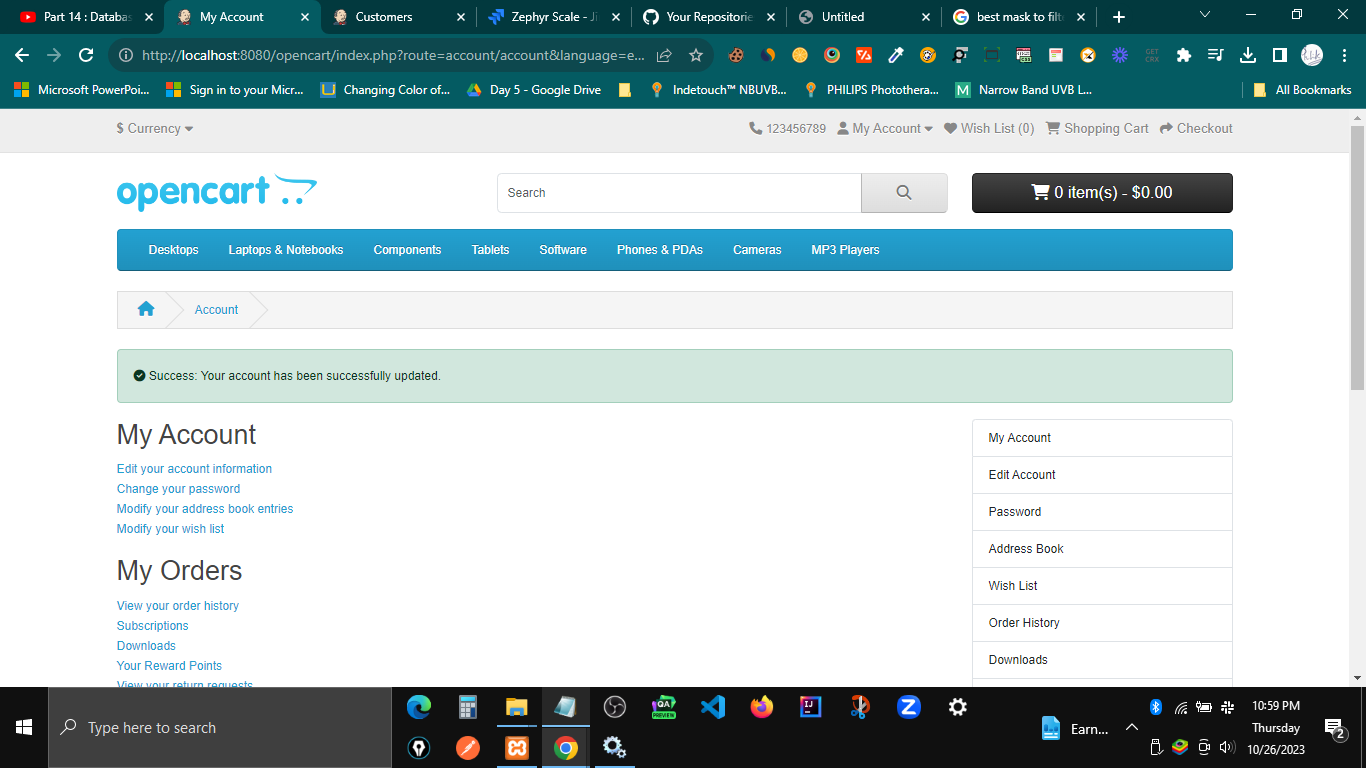 Part 14 : Databas
My Account
Customers
Zephyr Scale - Ji
Your Repositorie
Untitled
best mask to filt
http://localhost:8080/opencart/index.php?route=account/account&language=e...
Microsoft PowerPoi...
Sign in to your Micr...
Changing Color of...
Day 5 - Google Drive
Indetouch™ NBUVB...
PHILIPS Photothera...
Narrow Band UVB L...
All Bookmarks
$ Currency
123456789
My Account
Wish List (0)
Shopping Cart
Checkout
opencart
Search
0 item(s) - $0.00
Desktops
Laptops & Notebooks
Components
Tablets
Software
Phones & PDAs
Cameras
MP3 Players
Account
Success: Your account has been successfully updated.
My Account
Edit your account information
Change your password
Modify your address book entries
Modify your wish list
My Orders
View your order history
Subscriptions
Downloads
Your Reward Points
View your return requests
My Account
Edit Account
Password
Address Book
Wish List
Order History
Downloads
Type here to search
QA
PREVIEW
IJ
Earn...
10:59 PM
Thursday
10/26/2023
2